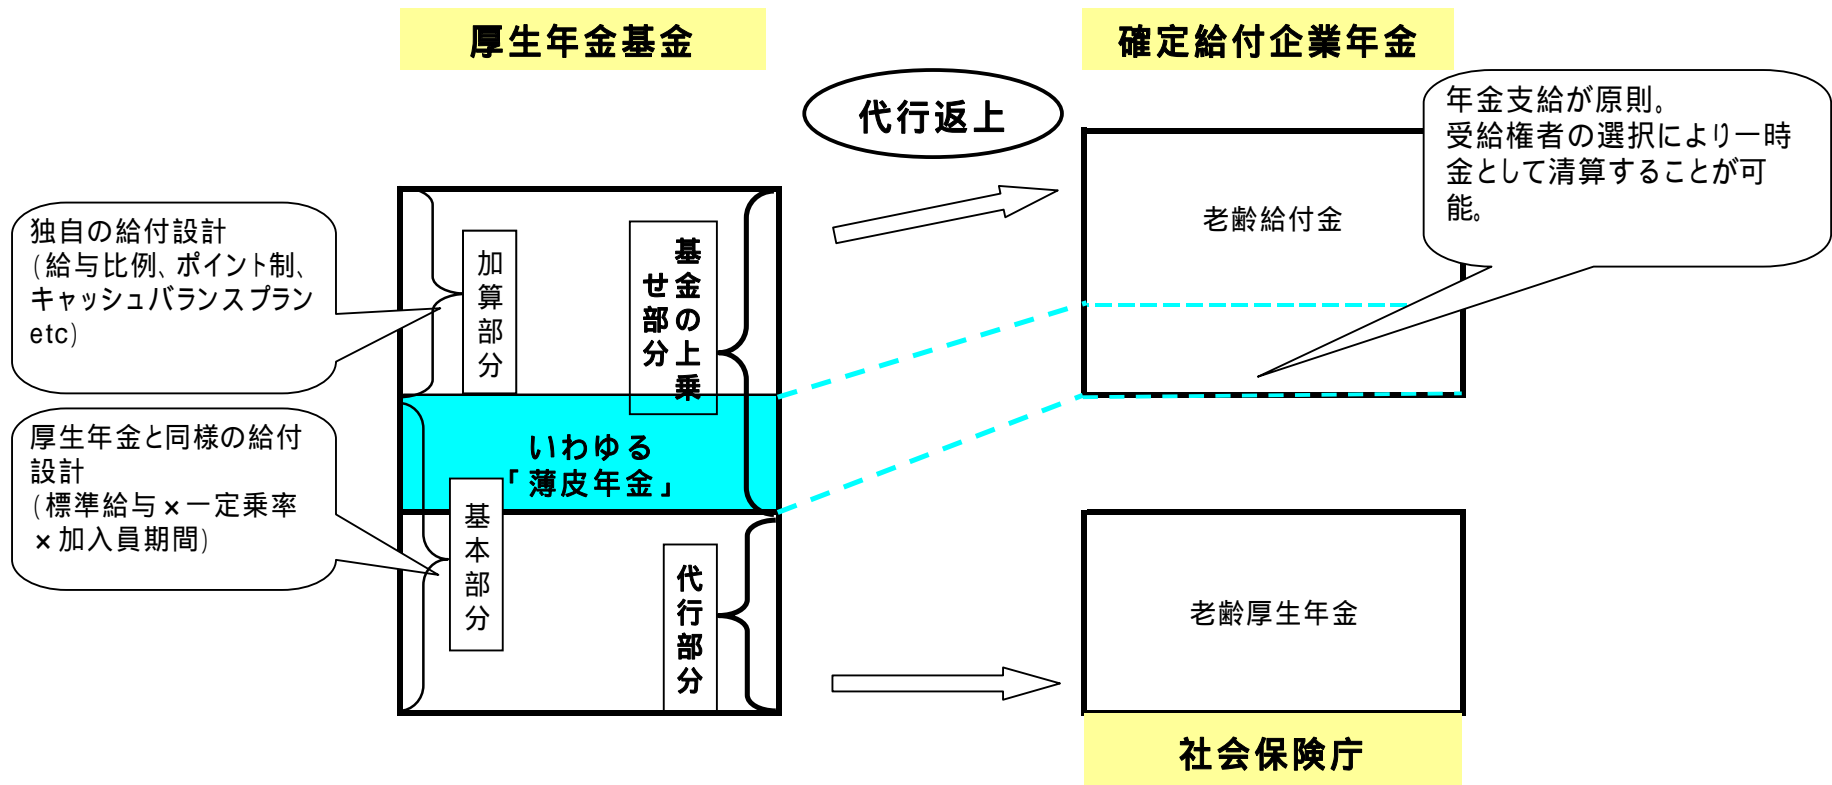 厚生年金基金
確定給付企業年金
代行返上
年金支給が原則。
受給権者の選択により一時
金として清算することが可
能。
老齢給付金
独自の給付設計
(給与比例、ポイント制、
キャッシュバランスプラン
etc)
加算部分
基金の上乗
せ部分
厚生年金と同様の給付
設計
(標準給与×一定乗率
×加入員期間)
いわゆる
「薄皮年金」
基本部分
代行部分
老齢厚生年金
社会保険庁